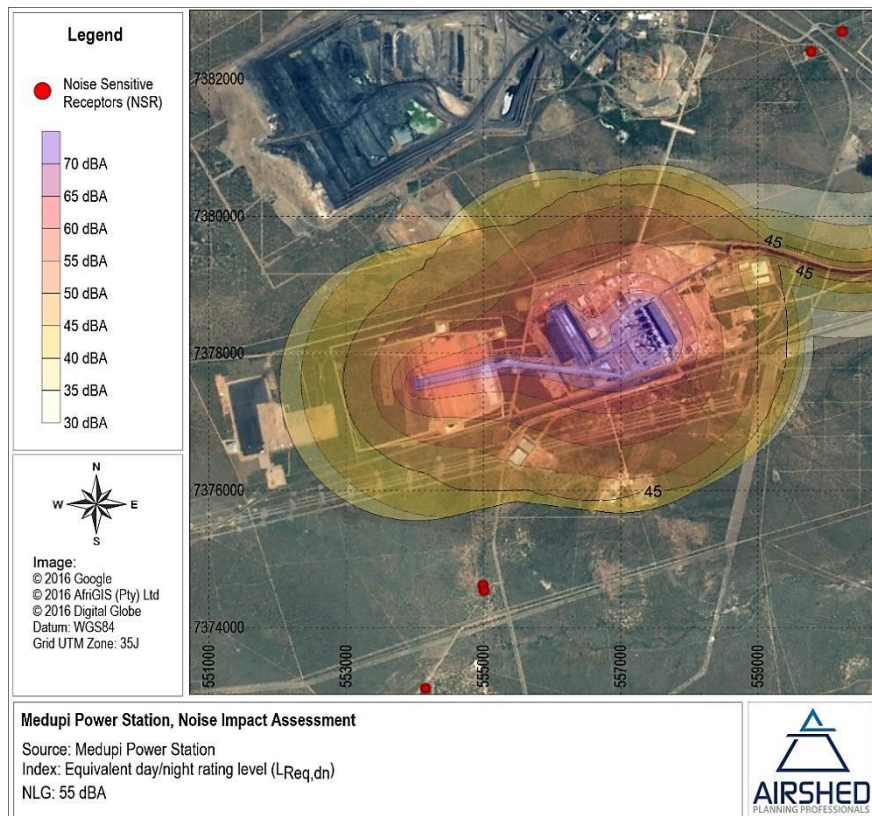 Legend
Noise Sensitive
Receptors (NSR)
70 dBA
65 dBA
60 dBA
55 dBA
50 dBA
45 dBA
40 dBA
35 dBA
30 dBA
N
W
E
S
Image:
© 2016 Google
© 2016 AfriGIS (Pty) Ltd
© 2016 Digital Globe
Datum: WGS84
Grid UTM Zone: 35J
7382000
7380000
7378000
7376000
7374000
45
45
45
551000
553000
555000
557000
559000
Medupi Power Station, Noise Impact Assessment
Source: Medupi Power Station
Index: Equivalent day/night rating level (LReq,dn)
NLG: 55 dBA
AIRSHED
PLANNING PROFESSIONALS